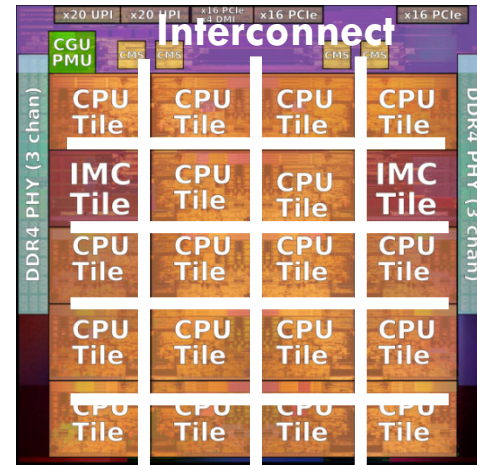 x20 UPI x20 UPI x16 PCIe x4 DMI x16 PCIe x16 PCIe
Interconnect
CGU
PMU
CMS CMS CMS CMS
DDR4 PHY (3 chan)
CPU Tile CPU Tile CPU Tile CPU Tile
IMC Tile CPU Tile CPU Tile IMC Tile
CPU Tile CPU Tile CPU Tile CPU Tile
CPU Tile CPU Tile CPU Tile CPU Tile
CPU Tile CPU Tile CPU Tile CPU Tile
DDR4 PHY (3 chan)